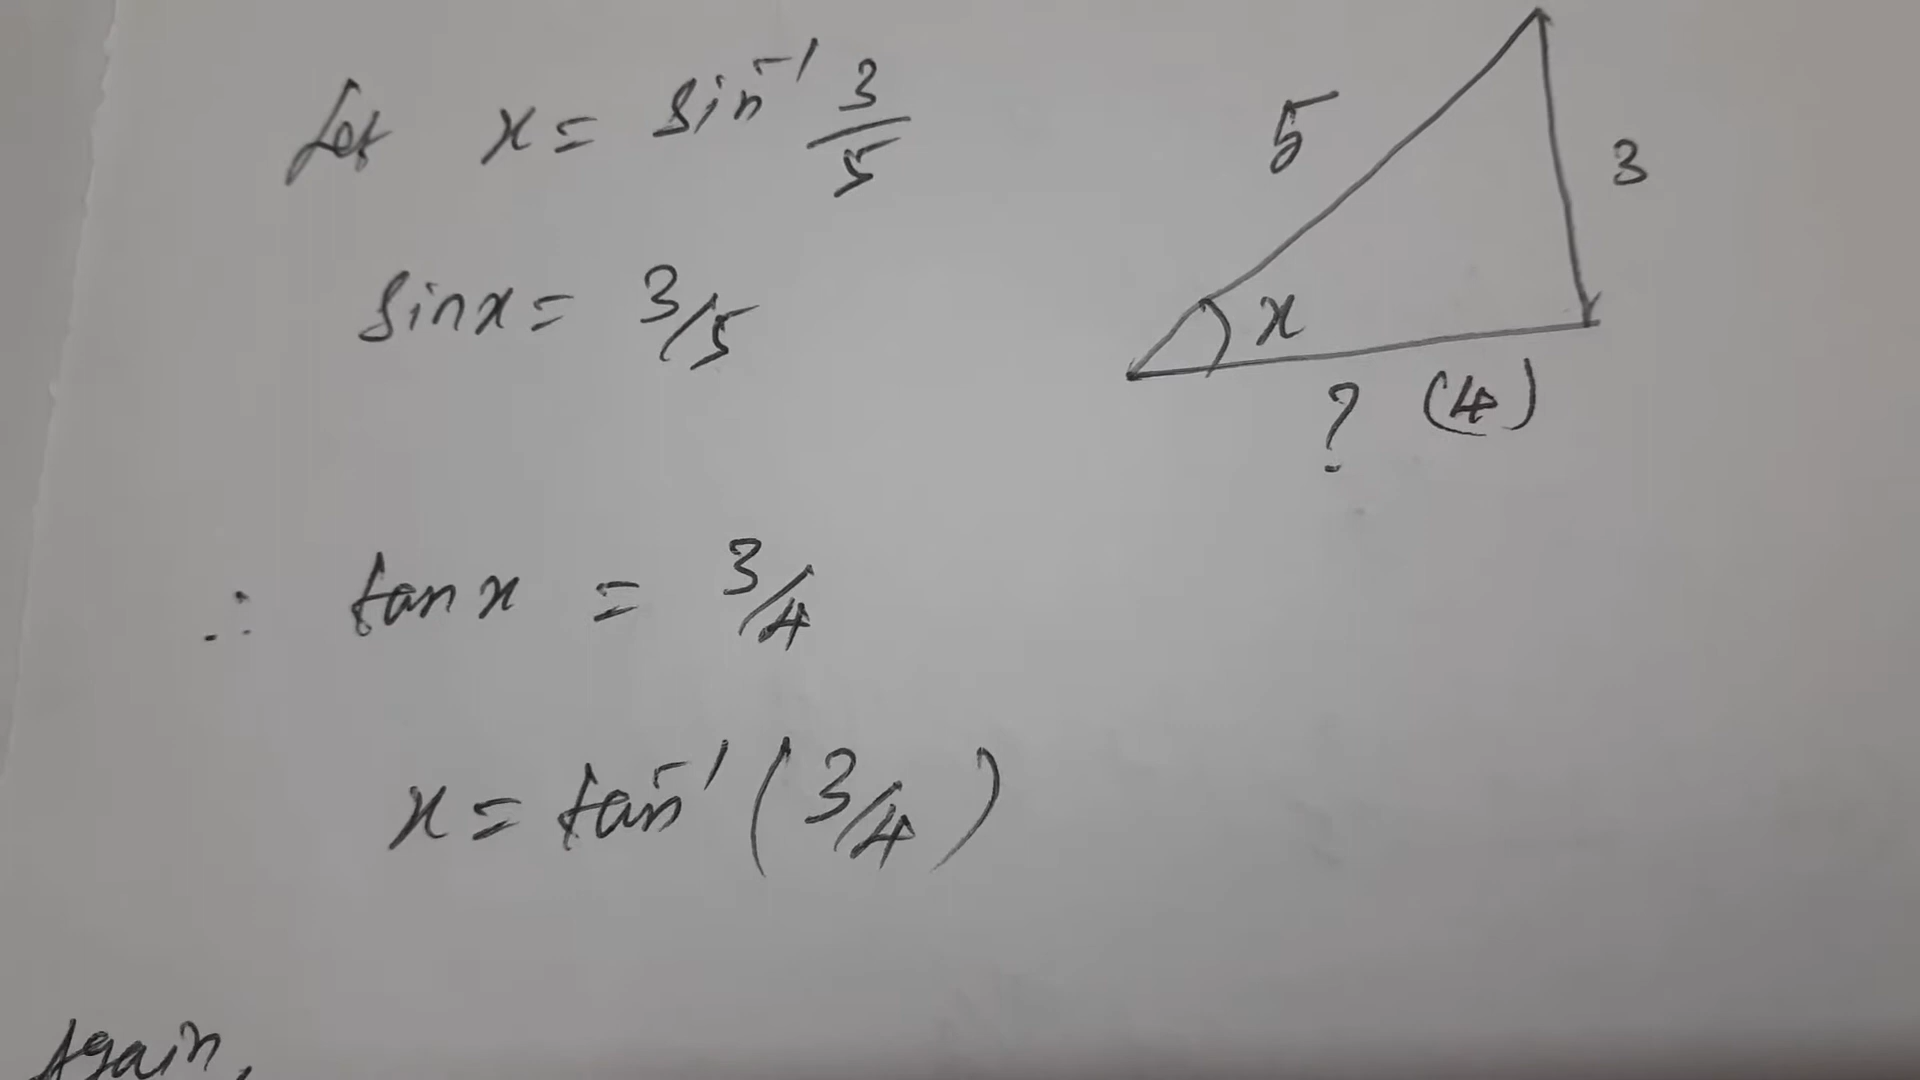 Let x = sin⁻¹ 3/5
5
3
sinx = 3/5
x
? (4)
∴ tan x = 3/4
x = tan⁻¹ (3/4)
Again,